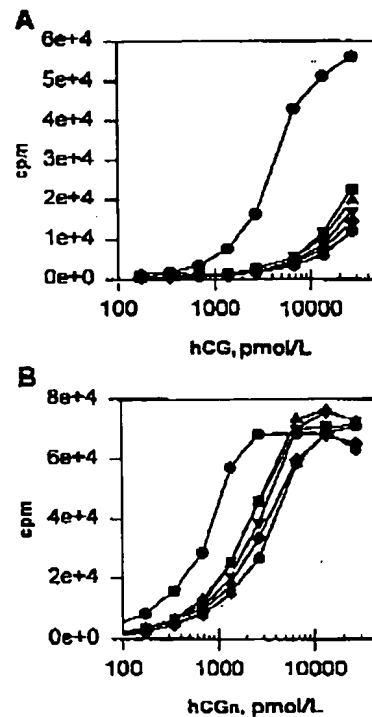 A
6e+4
5e+4
4e+4
3e+4
2e+4
1e+4
0e+0
cpm
100 1000 10000
hCG, pmol/L
B
8e+4
6e+4
4e+4
2e+4
0e+0
cpm
100 1000 10000
hCGn, pmol/L